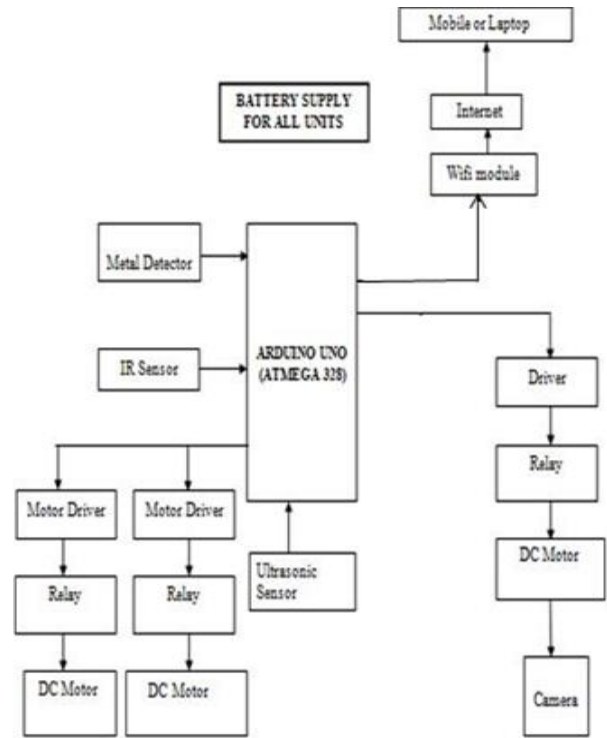 Mobile or Laptop
BATTERY SUPPLY
FOR ALL UNITS
Internet
Wifi module
Metal Detector
ARDUINO UNO
(ATMEGA 328)
IR Sensor
Driver
Relay
DC Motor
Camera
Motor Driver
Motor Driver
Ultrasonic
Sensor
Relay
Relay
DC Motor
DC Motor